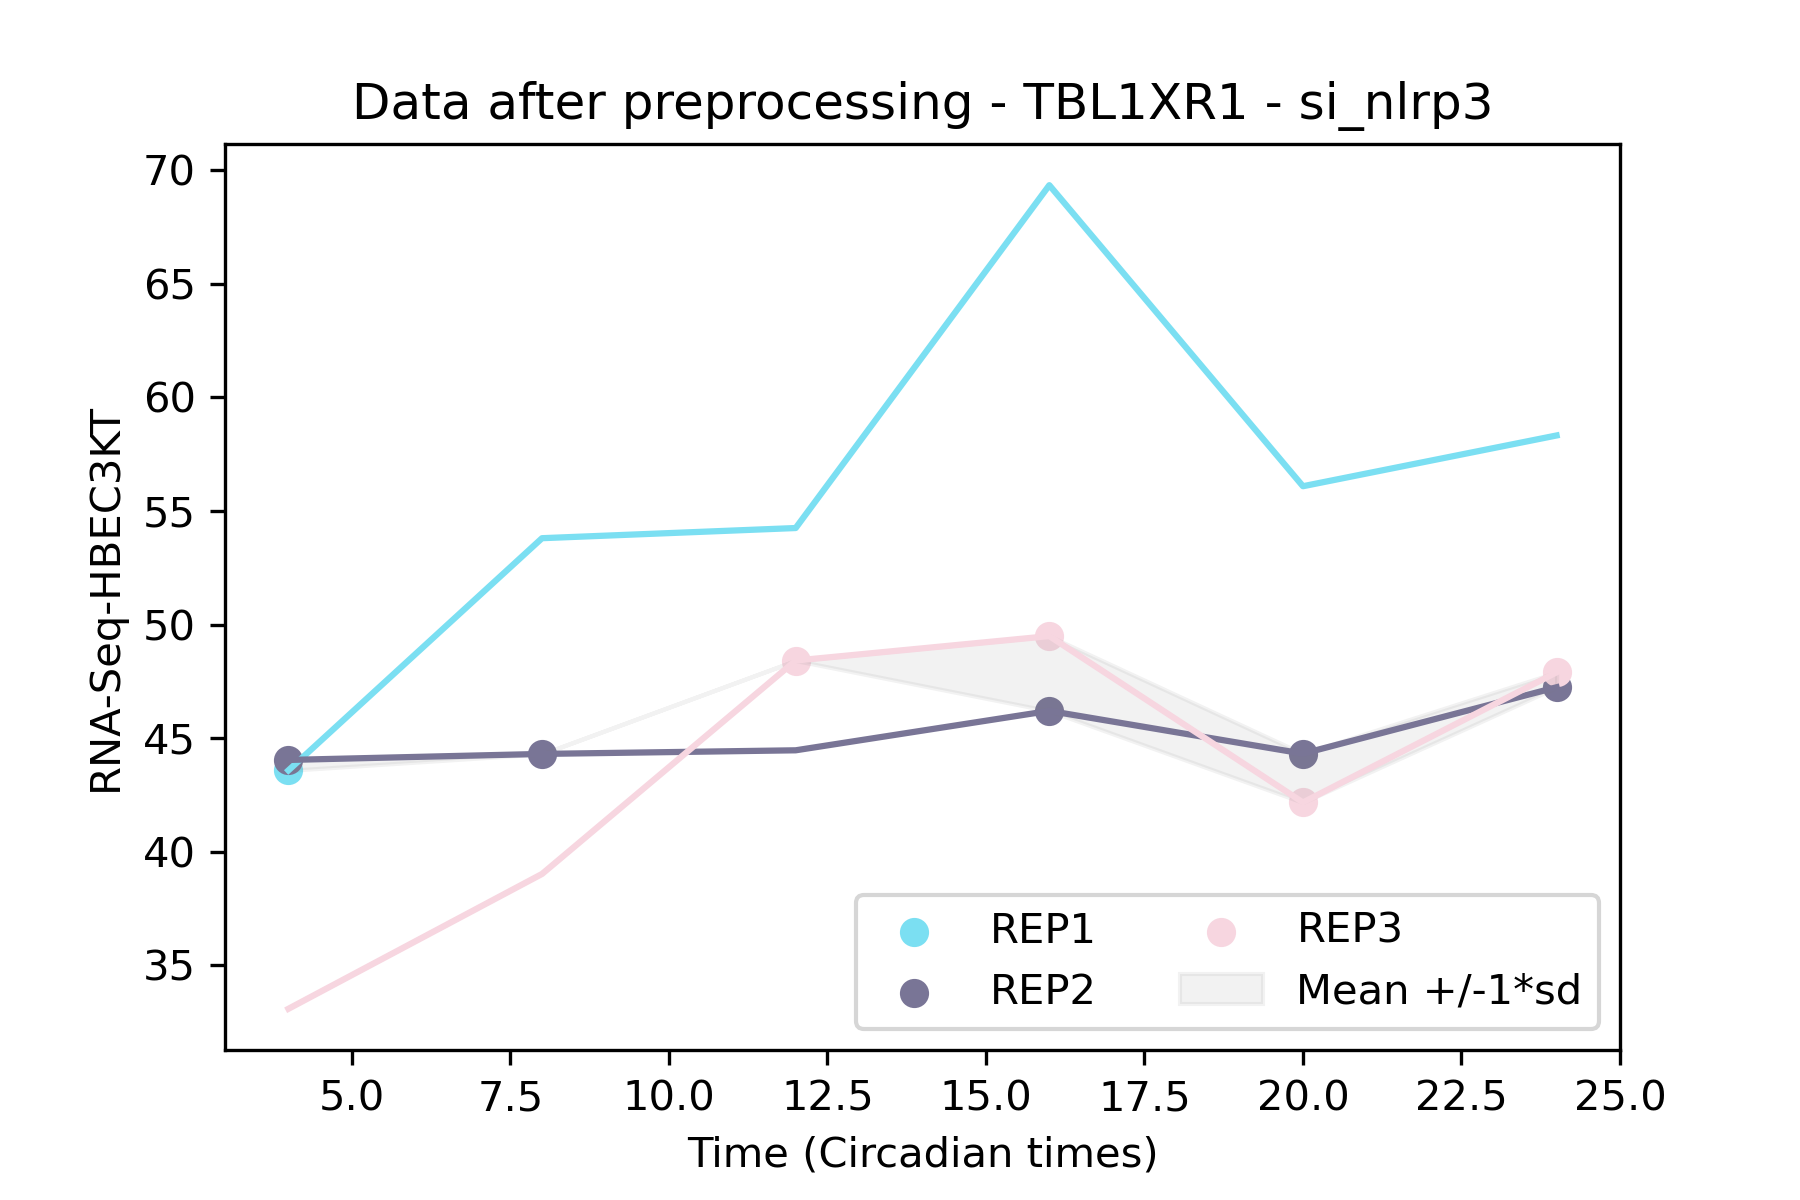 Data after preprocessing - TBL1XR1 - si_nlrp3
RNA-Seq-HBEC3KT
70
65
60
55
50
45
40
35
REP1
REP2
REP3
Mean +/-1*sd
5.0 7.5 10.0 12.5 15.0 17.5 20.0 22.5 25.0
Time (Circadian times)